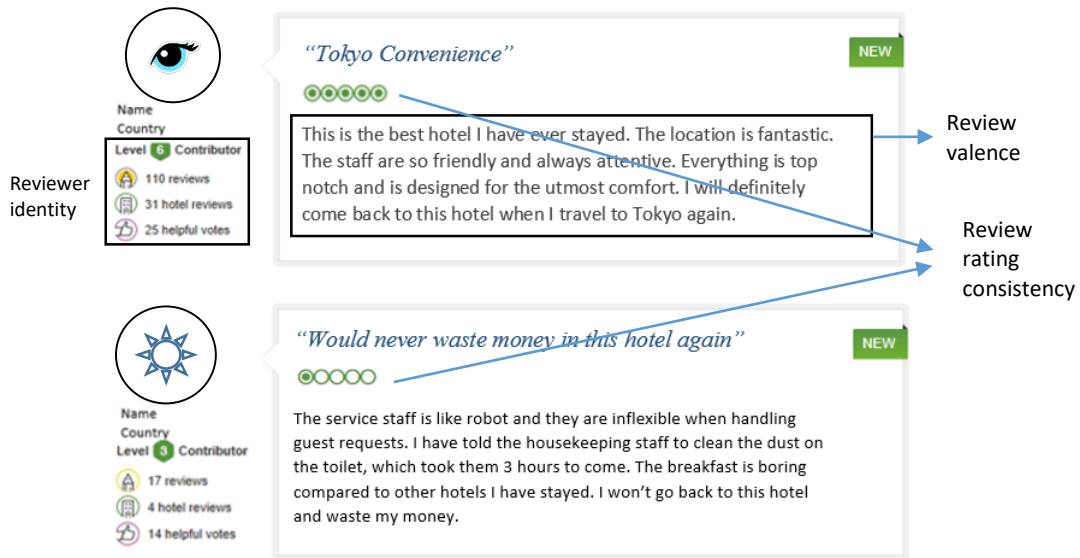 “Tokyo Convenience”
NEW
Name
Country
Level 6 Contributor
110 reviews
31 hotel reviews
25 helpful votes
Reviewer
identity
This is the best hotel I have ever stayed. The location is fantastic.
The staff are so friendly and always attentive. Everything is top
notch and is designed for the utmost comfort. I will definitely
come back to this hotel when I travel to Tokyo again.
Review
valence
Review
rating
consistency
“Would never waste money in this hotel again”
NEW
Name
Country
Level 3 Contributor
17 reviews
4 hotel reviews
14 helpful votes
The service staff is like robot and they are inflexible when handling
guest requests. I have told the housekeeping staff to clean the dust on
the toilet, which took them 3 hours to come. The breakfast is boring
compared to other hotels I have stayed. I won’t go back to this hotel
and waste my money.